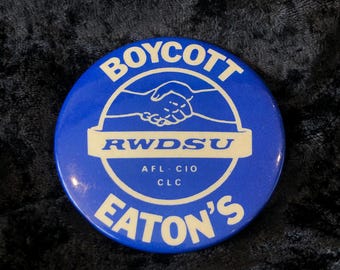 BOYCOTT
RWDSU
AFL · CIO
CLC
EATON'S